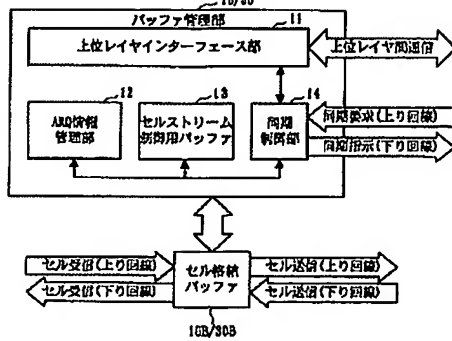 バッファ管理部
11
上位レイヤインターフェース部
上位レイヤ間通信
12
13
14
ARQ情報
管理部
セルストリーム
制御用バッファ
同期
制御部
同期要求(上り回線)
同期指示(下り回線)
セル受信(上り回線)
セル受信(下り回線)
セル格納
バッファ
セル送信(上り回線)
セル送信(下り回線)
10B/30B